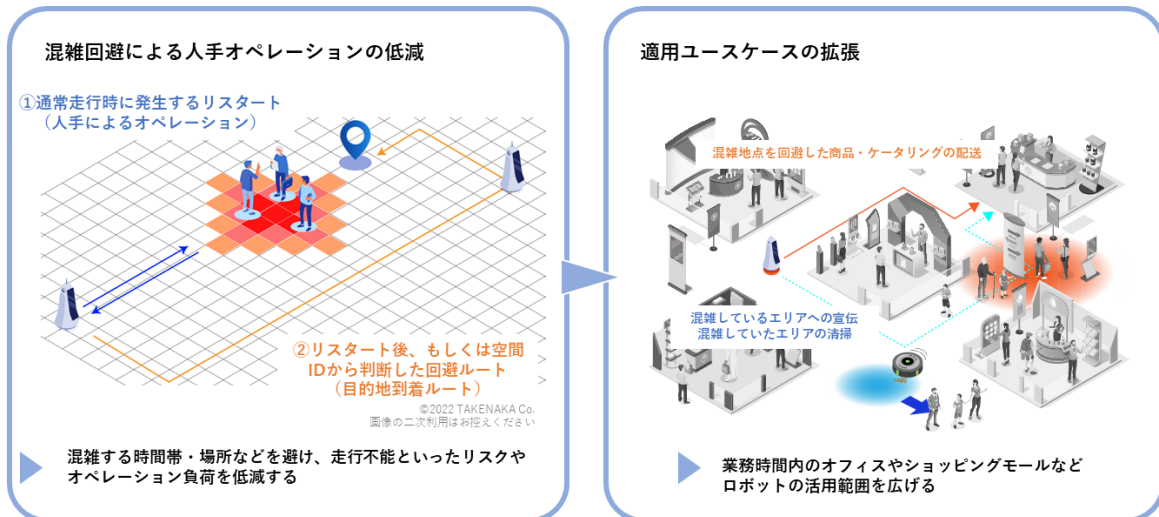 混雑回避による人手オペレーションの低減
①通常走行時に発生するリスタート
（人手によるオペレーション）
②リスタート後、もしくは空間
IDから判断した回避ルート
（目的地到着ルート）
©2022 TAKENAKA Co.
画像の二次利用はお控えください
混雑する時間帯・場所などを避け、走行不能といったリスクや
オペレーション負荷を低減する
適用ユースケースの拡張
混雑地点を回避した商品・ケータリングの配送
混雑しているエリアへの宣伝
混雑していたエリアの清掃
業務時間内のオフィスやショッピングモールなど
ロボットの活用範囲を広げる